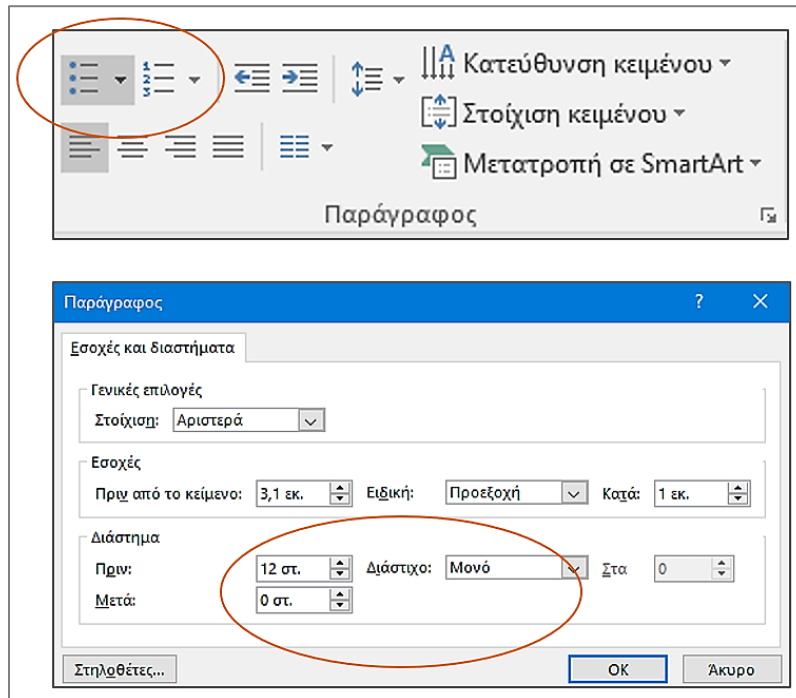 Κατεύθυνση κειμένου
Στοίχιση κειμένου
Μετατροπή σε SmartArt
Παράγραφος
Παράγραφος ?
Εσοχές και διαστήματα
Γενικές επιλογές
Στοίχιση: Αριστερά
Εσοχές
Πριν από το κείμενο: 3,1 εκ. Ειδική: Προεξοχή Κατά: 1 εκ.
Διάστημα
Πριν: 12 στ. Διάστιχο: Μονό Στα 0
Μετά: 0 στ.
Στηλοθέτες... OK Άκυρο